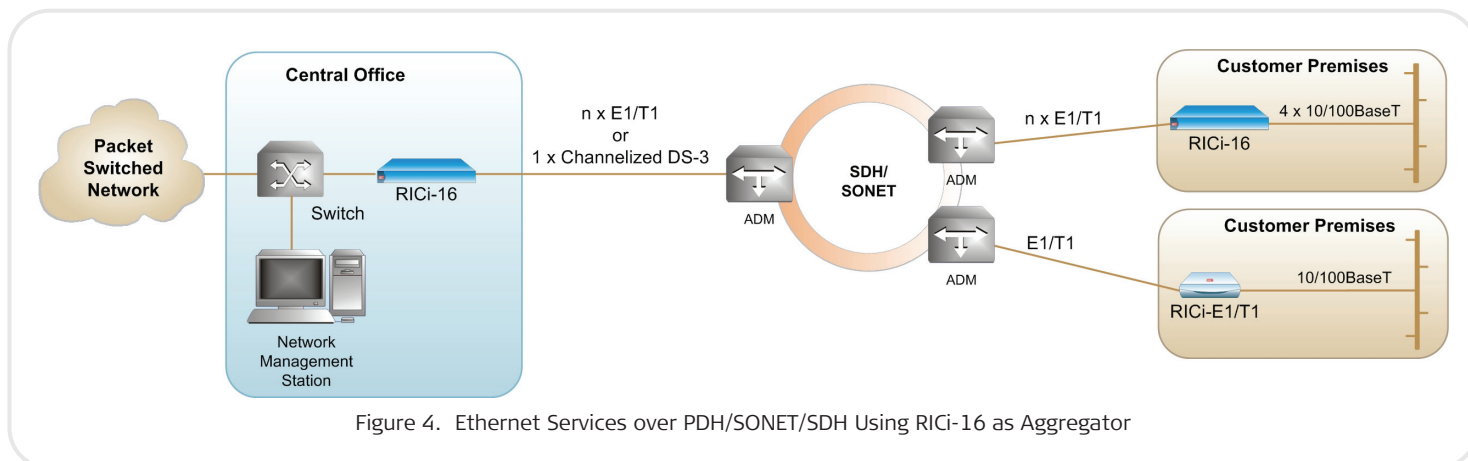 Packet
Switched
Network
Central Office
Switch
RICi-16
Network
Management
Station
n x E1/T1
or
1 x Channelized DS-3
ADM
SDH/
SONET
ADM
ADM
n x E1/T1
E1/T1
Customer Premises
4 x 10/100BaseT
RICi-16
Customer Premises
10/100BaseT
RICi-E1/T1
Figure 4. Ethernet Services over PDH/SONET/SDH Using RICi-16 as Aggregator